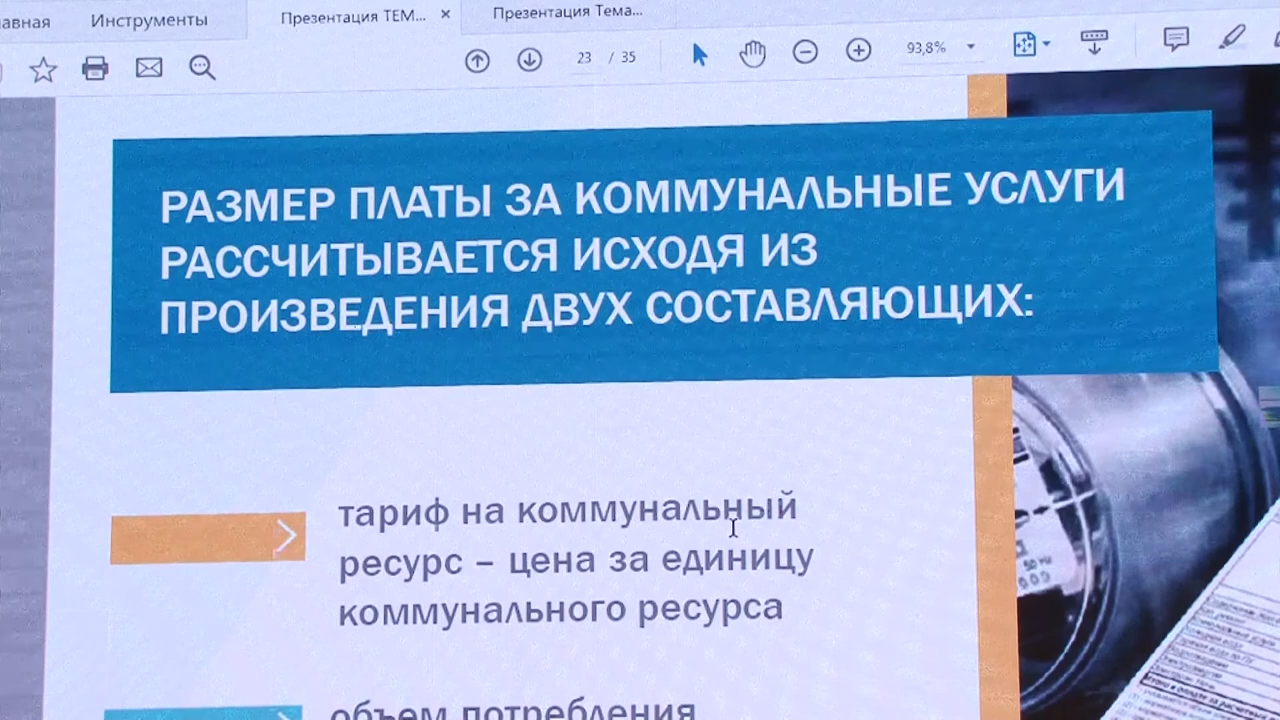 Инструменты
Презентация ТЕМ... ×
Презентация Тема...
23 / 35
93,8%
РАЗМЕР ПЛАТЫ ЗА КОММУНАЛЬНЫЕ УСЛУГИ
РАССЧИТЫВАЕТСЯ ИСХОДЯ ИЗ
ПРОИЗВЕДЕНИЯ ДВУХ СОСТАВЛЯЮЩИХ:
тариф на коммунальный
ресурс – цена за единицу
коммунального ресурса
объем потребления